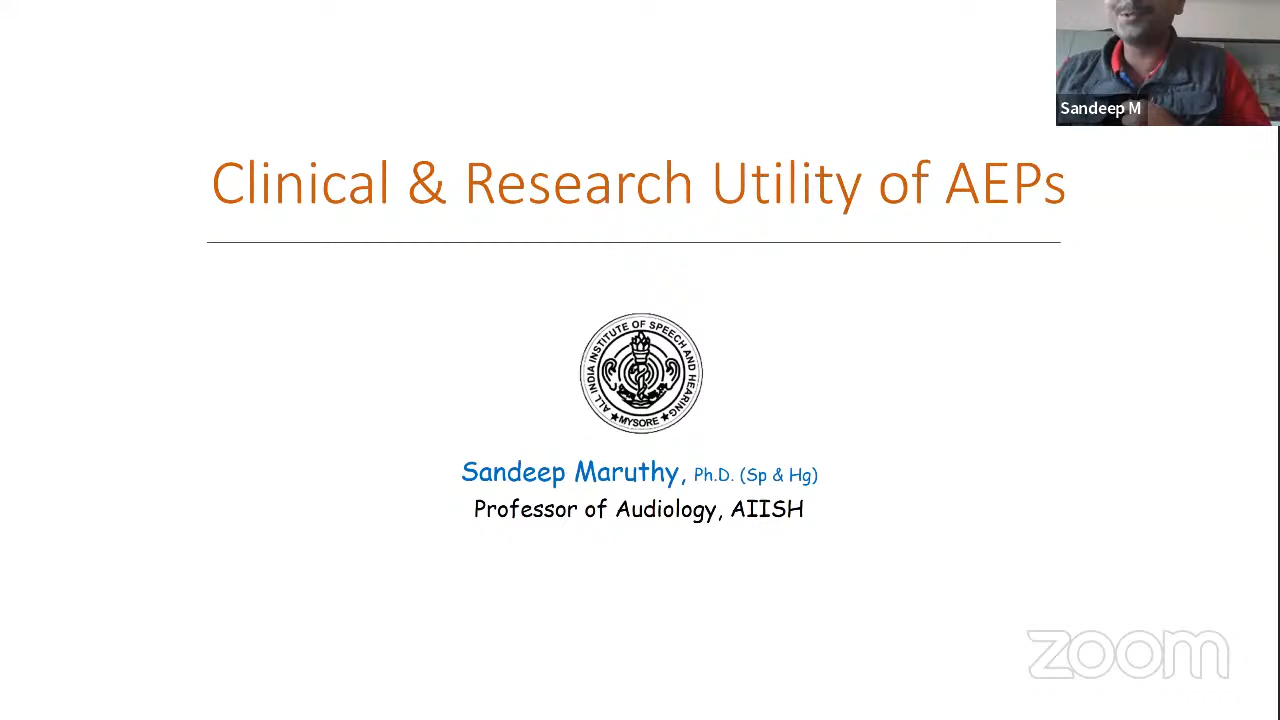 Sandeep M
Clinical & Research Utility of AEPs
ALL INDIA INSTITUTE OF SPEECH AND HEARING
★ MYSORE ★
Sandeep Maruthy, Ph.D. (Sp & Hg)
Professor of Audiology, AIISH
zoom